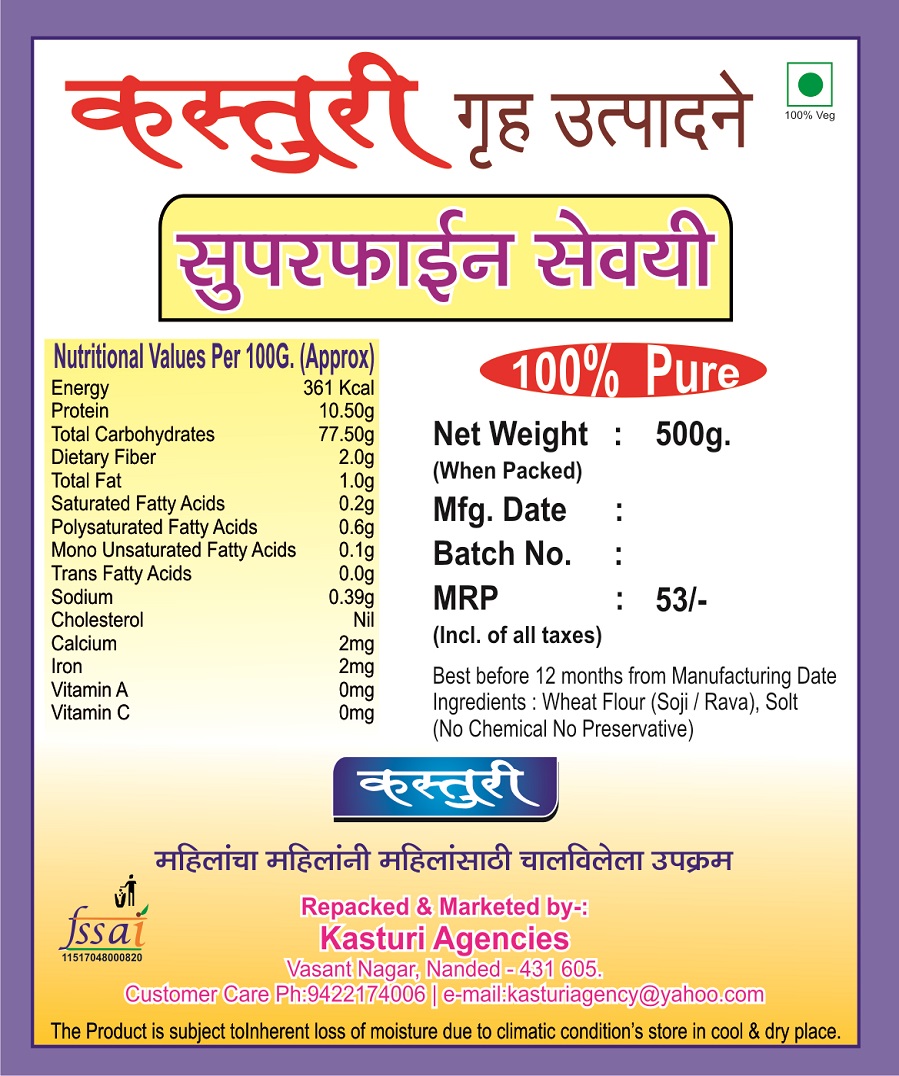 कस्तुरी गृह उत्पादने
100% Veg
सुपरफाईन सेवयी
Nutritional Values Per 100G. (Approx)
Energy 361 Kcal
Protein 10.50g
Total Carbohydrates 77.50g
Dietary Fiber 2.0g
Total Fat 1.0g
Saturated Fatty Acids 0.2g
Polysaturated Fatty Acids 0.6g
Mono Unsaturated Fatty Acids 0.1g
Trans Fatty Acids 0.0g
Sodium 0.39g
Cholesterol Nil
Calcium 2mg
Iron 2mg
Vitamin A 0mg
Vitamin C 0mg
100% Pure
Net Weight : 500g.
(When Packed)
Mfg. Date :
Batch No. :
MRP : 53/-
(Incl. of all taxes)
Best before 12 months from Manufacturing Date
Ingredients : Wheat Flour (Soji / Rava), Solt
(No Chemical No Preservative)
कस्तुरी
महिलांचा महिलांनी महिलांसाठी चालविलेला उपक्रम
fssai
11517048000820
Repacked & Marketed by-:
Kasturi Agencies
Vasant Nagar, Nanded - 431 605.
Customer Care Ph:9422174006 | e-mail:kasturiagency@yahoo.com
The Product is subject toInherent loss of moisture due to climatic condition's store in cool & dry place.